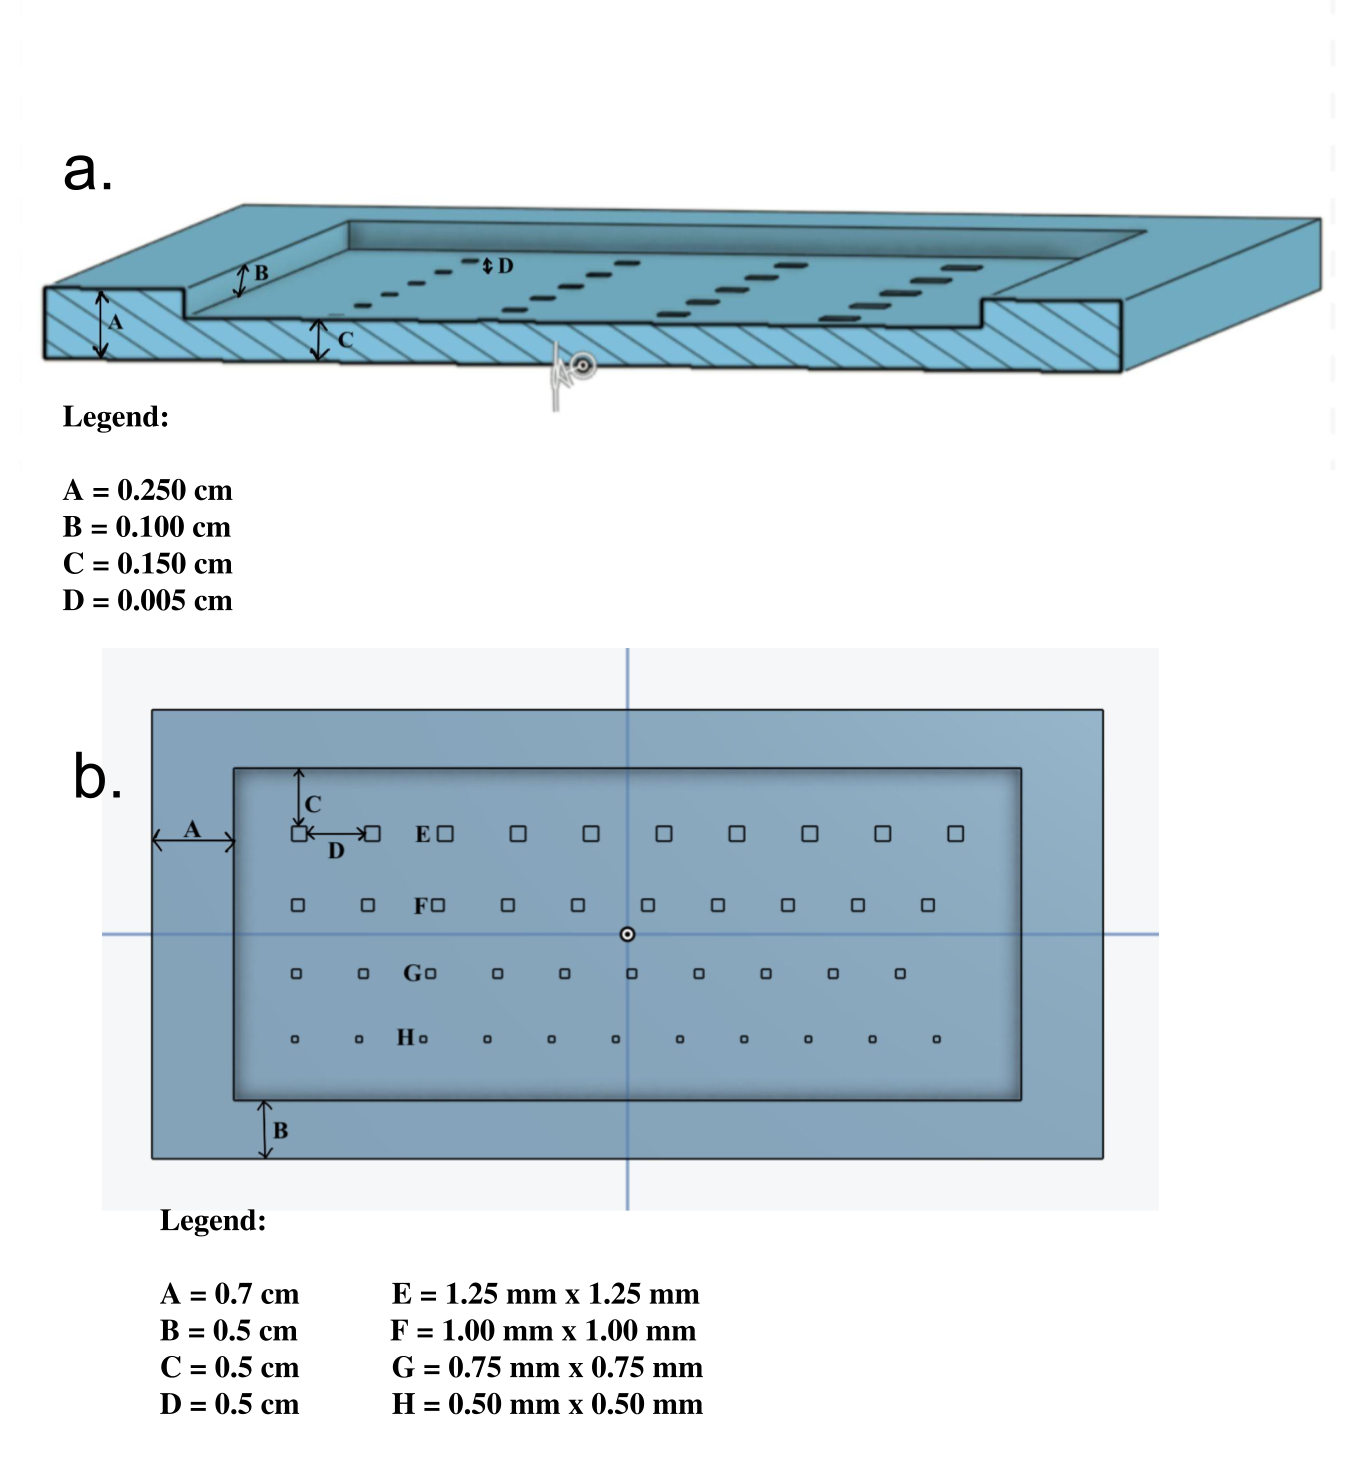 a.
B
D
A
C
Legend:
A = 0.250 cm
B = 0.100 cm
C = 0.150 cm
D = 0.005 cm
b.
C
A
D
E
F
G
H
B
Legend:
A = 0.7 cm E = 1.25 mm x 1.25 mm
B = 0.5 cm F = 1.00 mm x 1.00 mm
C = 0.5 cm G = 0.75 mm x 0.75 mm
D = 0.5 cm H = 0.50 mm x 0.50 mm